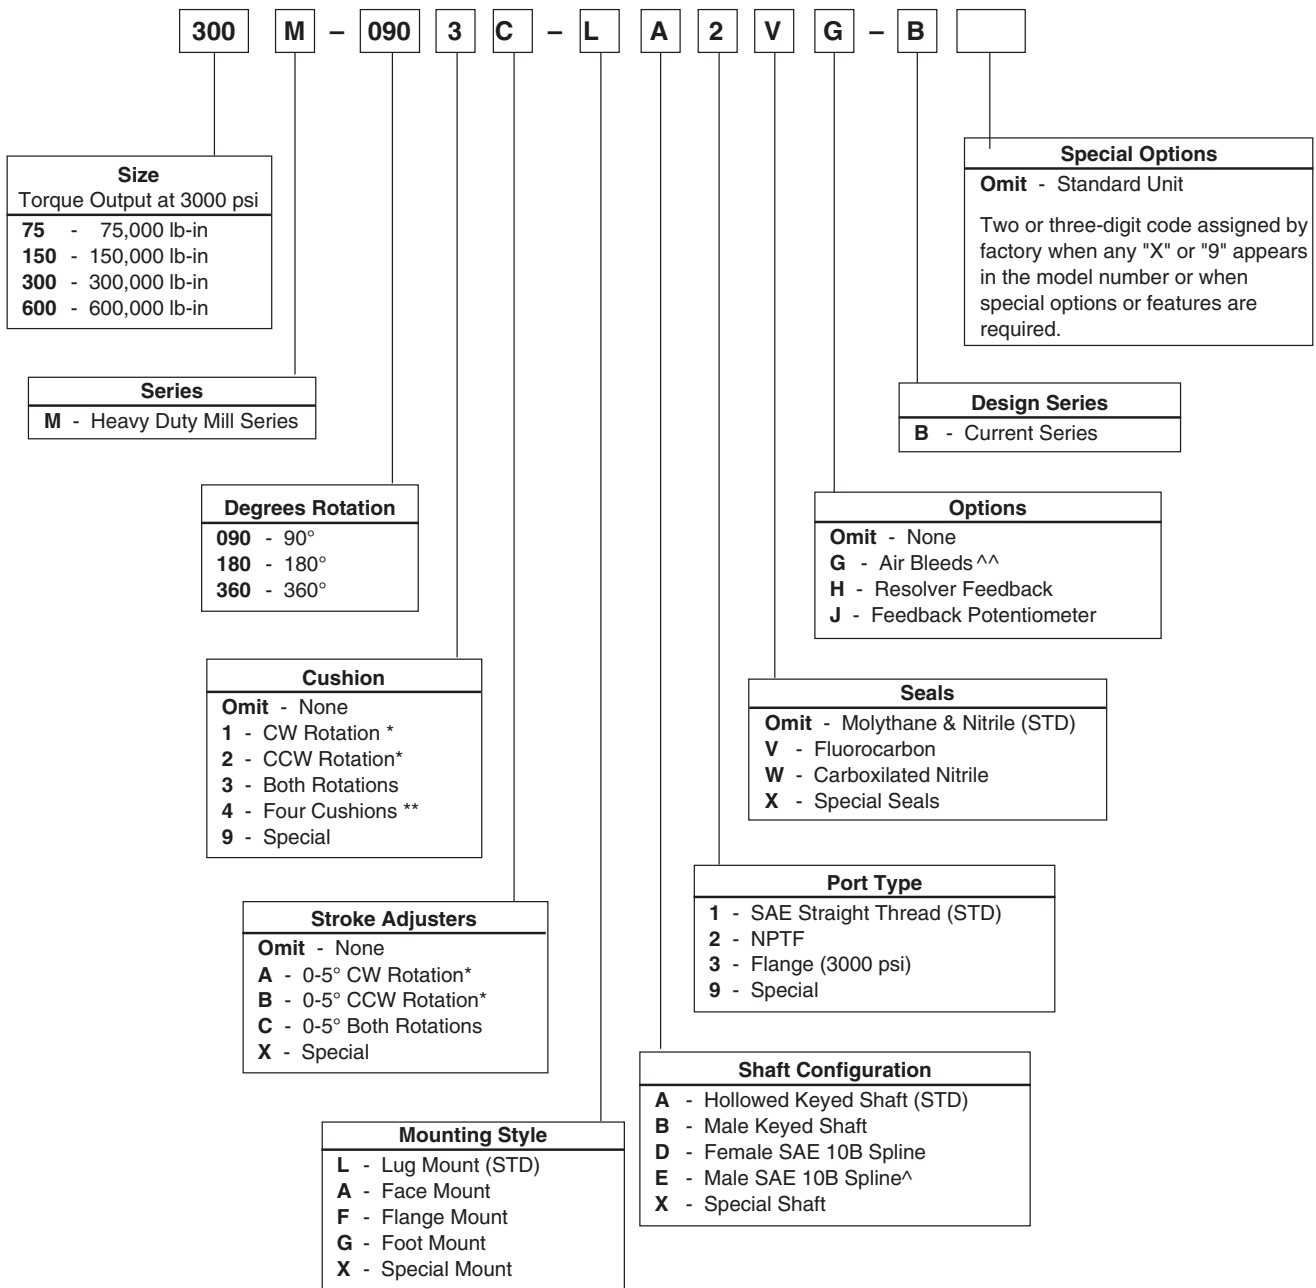 300 M – 090 3 C – L A 2 V G – B
Size
Torque Output at 3000 psi
75 - 75,000 lb-in
150 - 150,000 lb-in
300 - 300,000 lb-in
600 - 600,000 lb-in
Special Options
Omit - Standard Unit
Two or three-digit code assigned by
factory when any "X" or "9" appears
in the model number or when
special options or features are
required.
Series
M - Heavy Duty Mill Series
Design Series
B - Current Series
Degrees Rotation
090 - 90°
180 - 180°
360 - 360°
Options
Omit - None
G - Air Bleeds ^^
H - Resolver Feedback
J - Feedback Potentiometer
Cushion
Omit - None
1 - CW Rotation *
2 - CCW Rotation*
3 - Both Rotations
4 - Four Cushions **
9 - Special
Seals
Omit - Molythane & Nitrile (STD)
V - Fluorocarbon
W - Carboxilated Nitrile
X - Special Seals
Stroke Adjusters
Omit - None
A - 0-5° CW Rotation*
B - 0-5° CCW Rotation*
C - 0-5° Both Rotations
X - Special
Port Type
1 - SAE Straight Thread (STD)
2 - NPTF
3 - Flange (3000 psi)
9 - Special
Shaft Configuration
A - Hollowed Keyed Shaft (STD)
B - Male Keyed Shaft
D - Female SAE 10B Spline
E - Male SAE 10B Spline^
X - Special Shaft
Mounting Style
L - Lug Mount (STD)
A - Face Mount
F - Flange Mount
G - Foot Mount
X - Special Mount